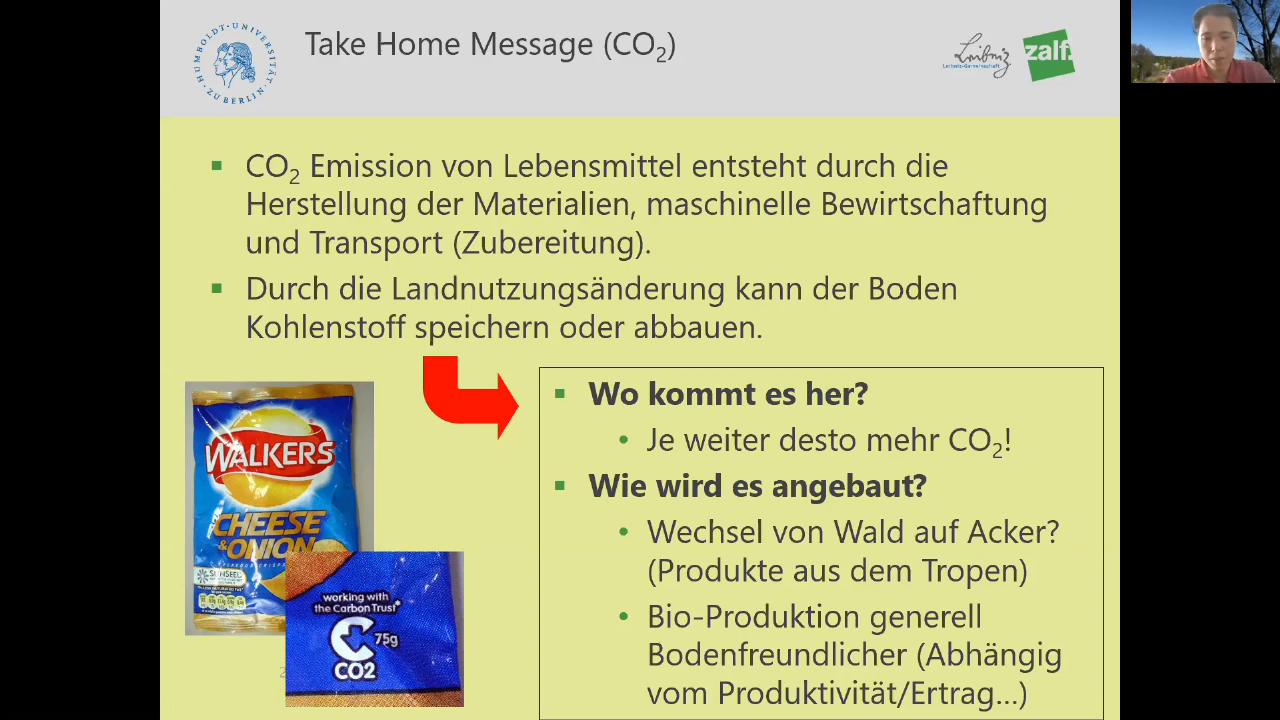 Take Home Message (CO₂)
HUMBOLDT-UNIVERSITÄT ZU BERLIN
Leibniz
Leibniz-Gemeinschaft
zalf.
CO₂ Emission von Lebensmittel entsteht durch die
Herstellung der Materialien, maschinelle Bewirtschaftung
und Transport (Zubereitung).
Durch die Landnutzungsänderung kann der Boden
Kohlenstoff speichern oder abbauen.
Wo kommt es her?
Je weiter desto mehr CO₂!
Wie wird es angebaut?
Wechsel von Wald auf Acker?
(Produkte aus dem Tropen)
Bio-Produktion generell
Bodenfreundlicher (Abhängig
vom Produktivität/Ertrag...)
WALKERS
CHEESE
& ONION
working with
the Carbon Trust
75g
CO2